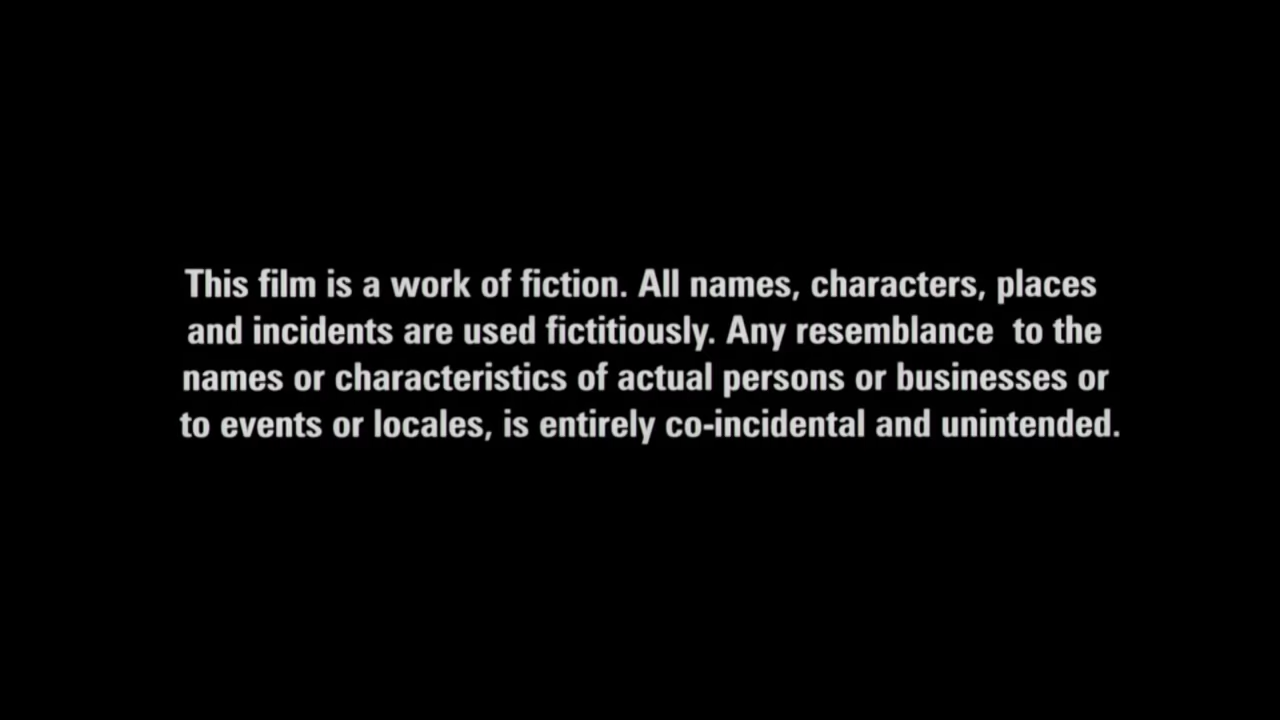 This film is a work of fiction. All names, characters, places
and incidents are used fictitiously. Any resemblance  to the
names or characteristics of actual persons or businesses or
to events or locales, is entirely co-incidental and unintended.